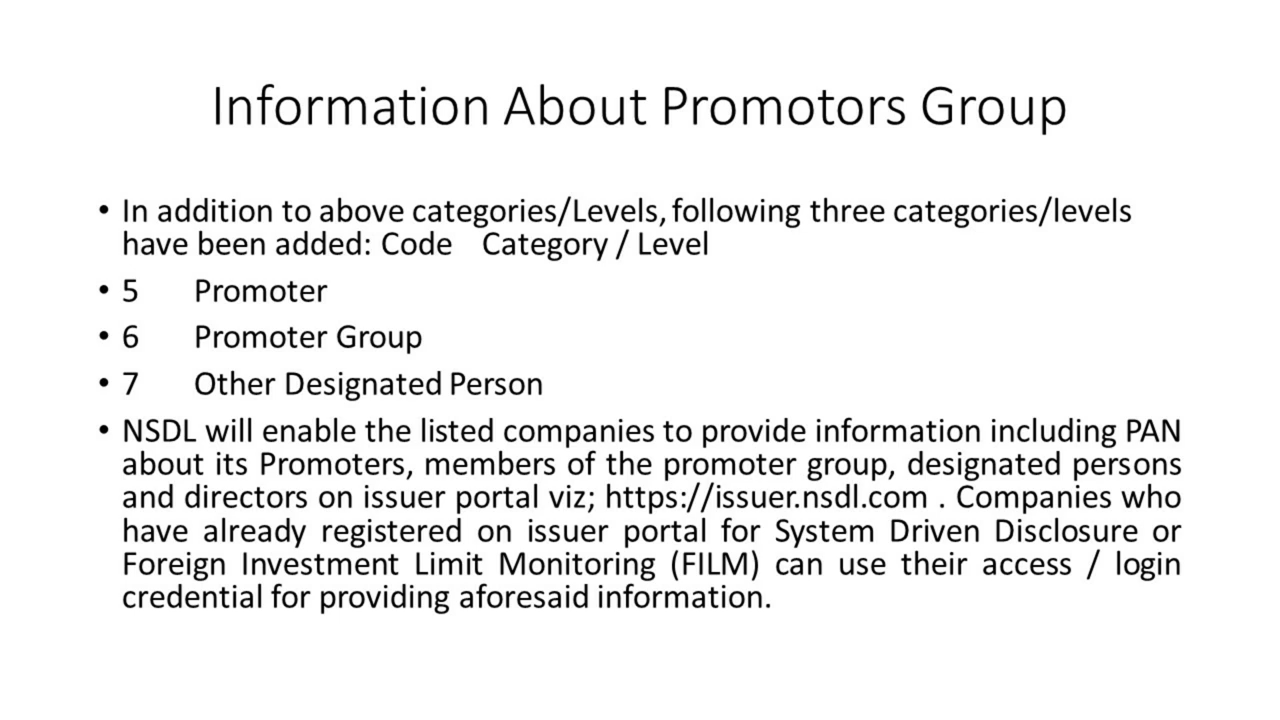 Information About Promotors Group
• In addition to above categories/Levels, following three categories/levels
have been added: Code Category / Level
• 5 Promoter
• 6 Promoter Group
• 7 Other Designated Person
• NSDL will enable the listed companies to provide information including PAN
about its Promoters, members of the promoter group, designated persons
and directors on issuer portal viz; https://issuer.nsdl.com . Companies who
have already registered on issuer portal for System Driven Disclosure or
Foreign Investment Limit Monitoring (FILM) can use their access / login
credential for providing aforesaid information.